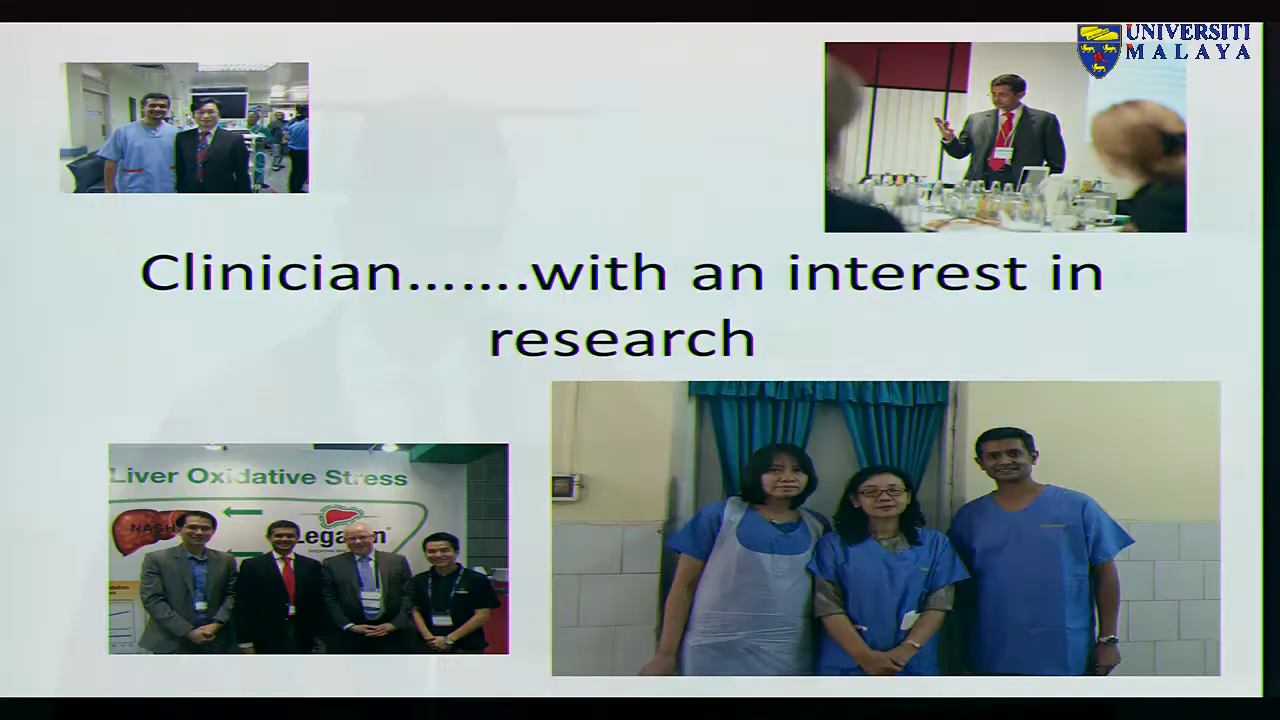 UNIVERSITI
MALAYA
Clinician.......with an interest in
research
Liver Oxidative Stress
NASH